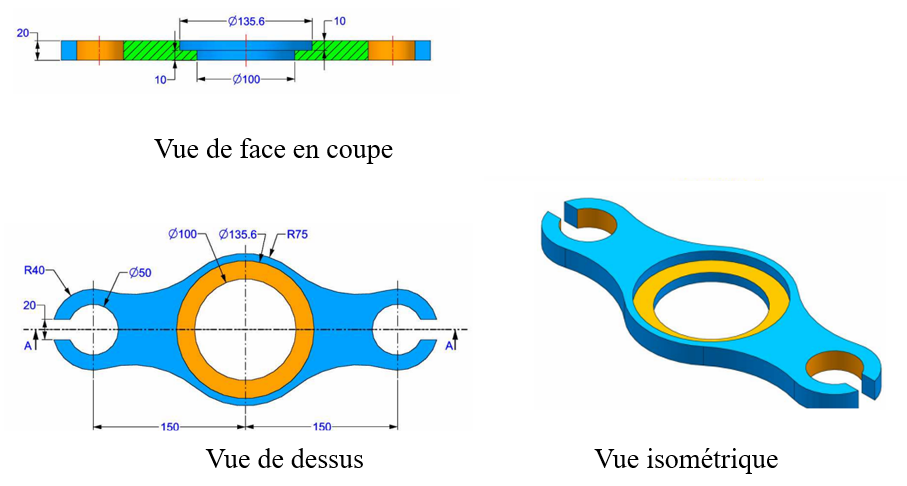 Ø135.6
10
20
10
Ø100
Vue de face en coupe
Ø100
Ø135.6
R75
R40
Ø50
20
A
A
150
150
Vue de dessus
Vue isométrique